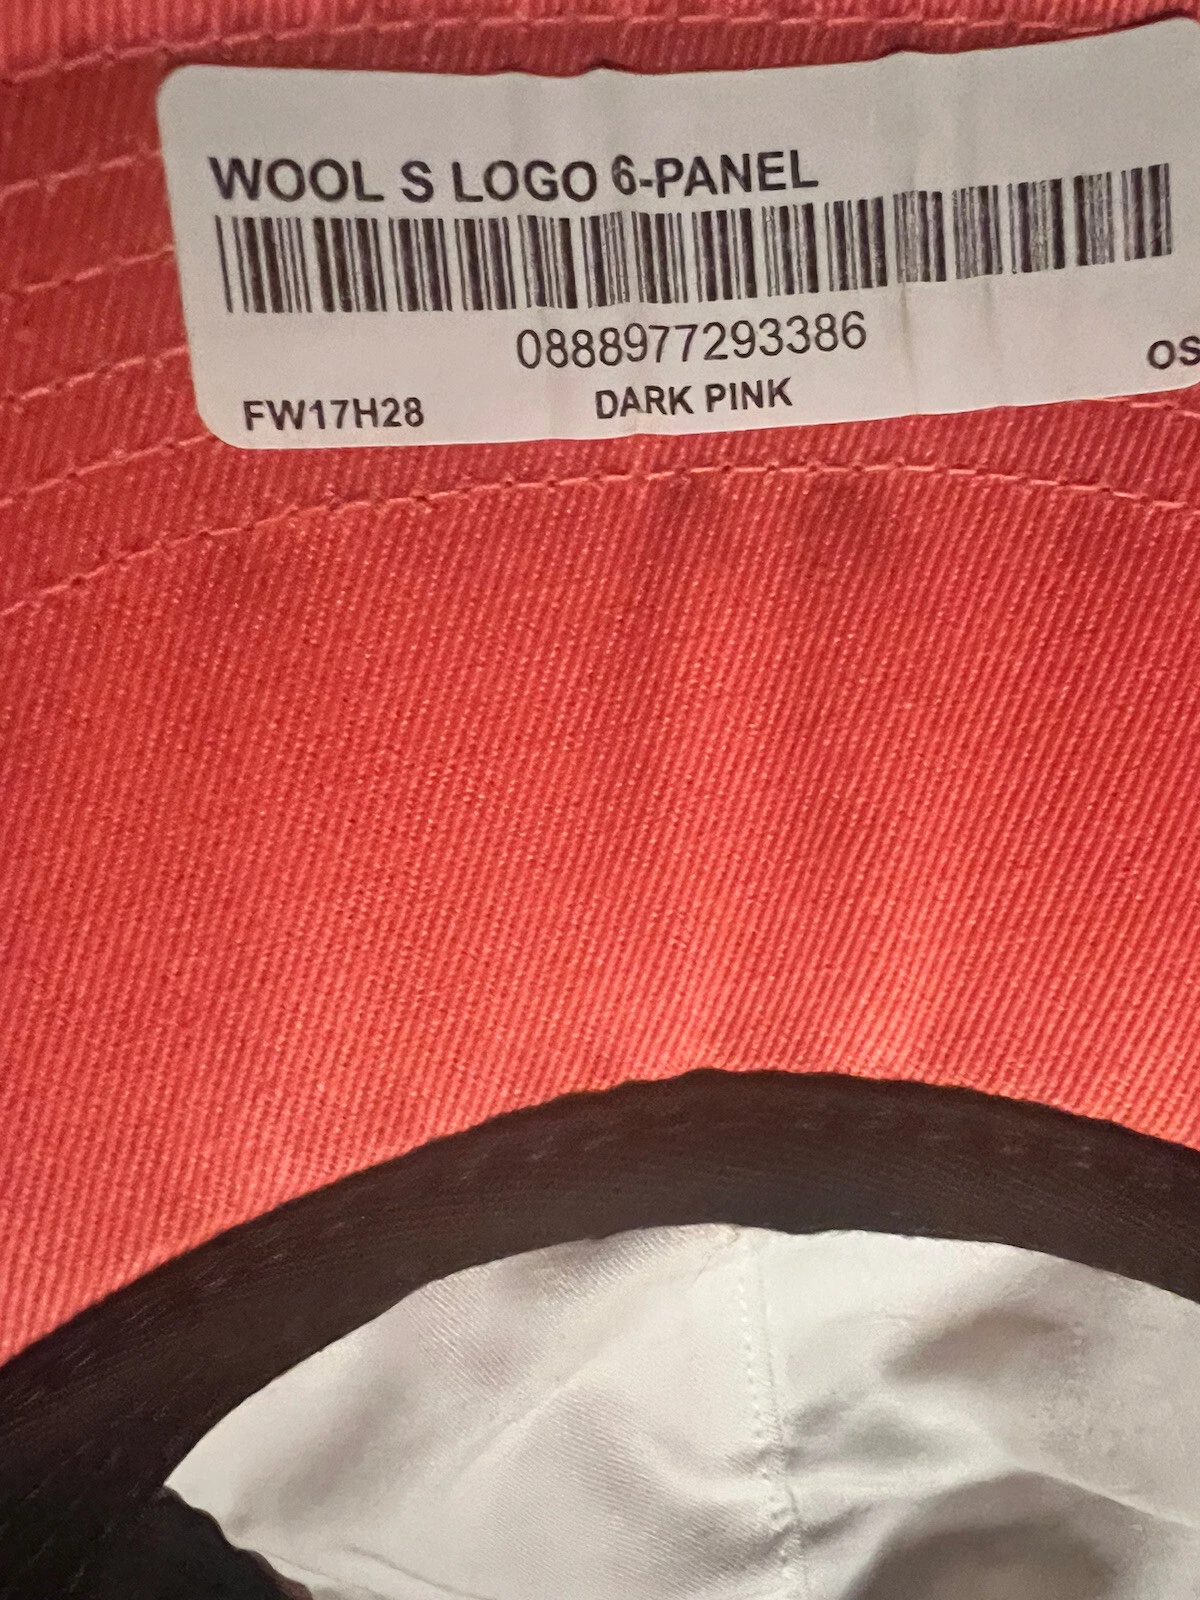 WOOL S LOGO 6-PANEL
0888977293386
OS
FW17H28
DARK PINK